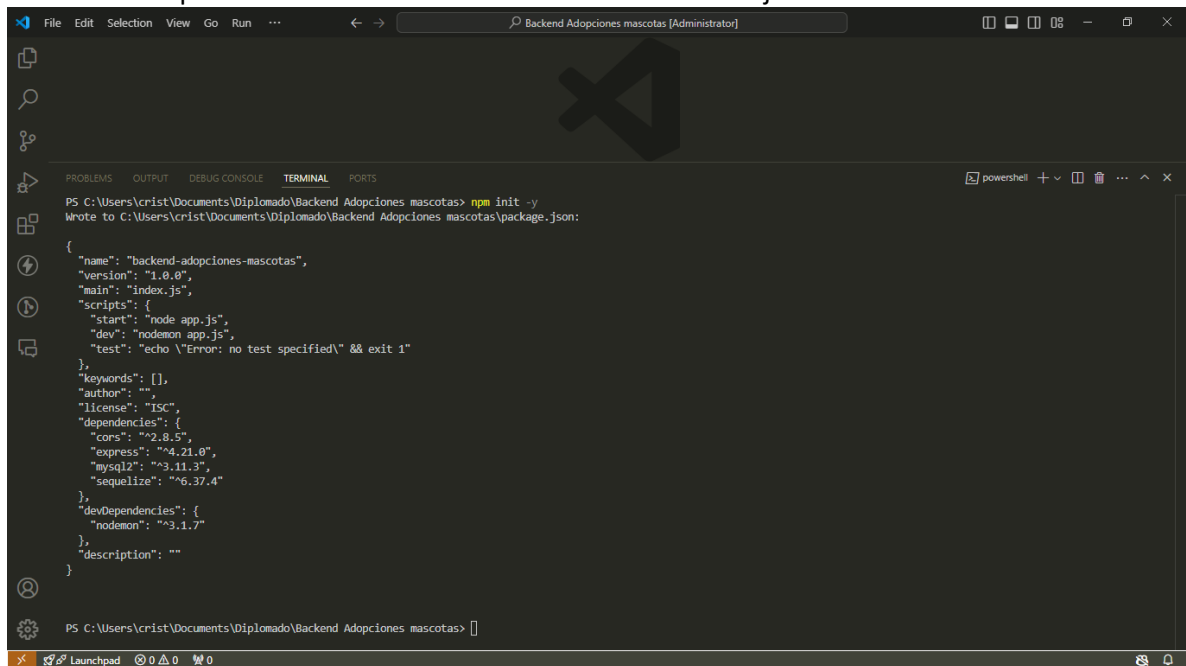 File Edit Selection View Go Run ···
Backend Adopciones mascotas [Administrator]
PROBLEMS OUTPUT DEBUG CONSOLE TERMINAL PORTS
powershell
PS C:\Users\crist\Documents\Diplomado\Backend Adopciones mascotas> npm init -y
Wrote to C:\Users\crist\Documents\Diplomado\Backend Adopciones mascotas\package.json:
{
"name": "backend-adopciones-mascotas",
"version": "1.0.0",
"main": "index.js",
"scripts": {
"start": "node app.js",
"dev": "nodemon app.js",
"test": "echo \"Error: no test specified\" && exit 1"
},
"keywords": [],
"author": "",
"license": "ISC",
"dependencies": {
"cors": "^2.8.5",
"express": "^4.21.0",
"mysql2": "^3.11.3",
"sequelize": "^6.37.4"
},
"devDependencies": {
"nodemon": "^3.1.7"
},
"description": ""
}
PS C:\Users\crist\Documents\Diplomado\Backend Adopciones mascotas>
Launchpad 0 0 0